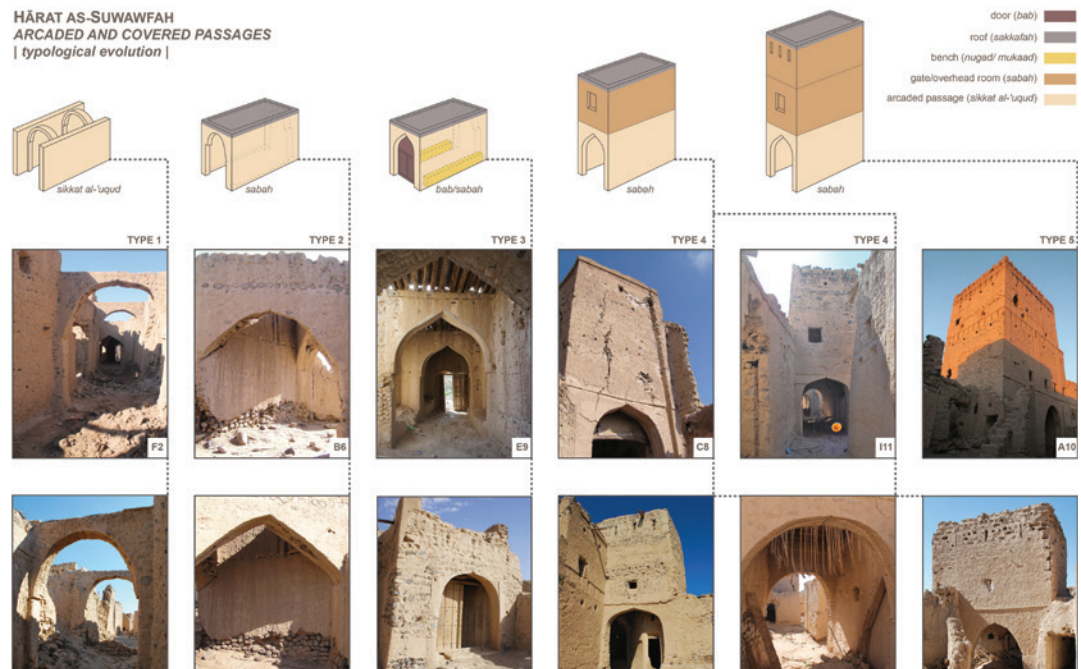 HĀRAT AS-SUWAWFAH
ARCADED AND COVERED PASSAGES
| typological evolution |
door (bab)
roof (sakkafah)
bench (nugad/ mukaad)
gate/overhead room (sabah)
arcaded passage (sikkat al-'uqud)
sikkat al-'uqud
sabah
bab/sabah
sabah
sabah
TYPE 1
TYPE 2
TYPE 3
TYPE 4
TYPE 4
TYPE 5
F2
B6
E9
C8
I11
A10